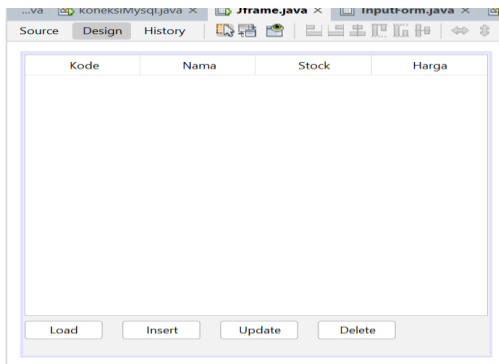 ...va koneksiMysql.java × Jframe.java × InputForm.java ×
Source Design History
Kode Nama Stock Harga
Load Insert Update Delete